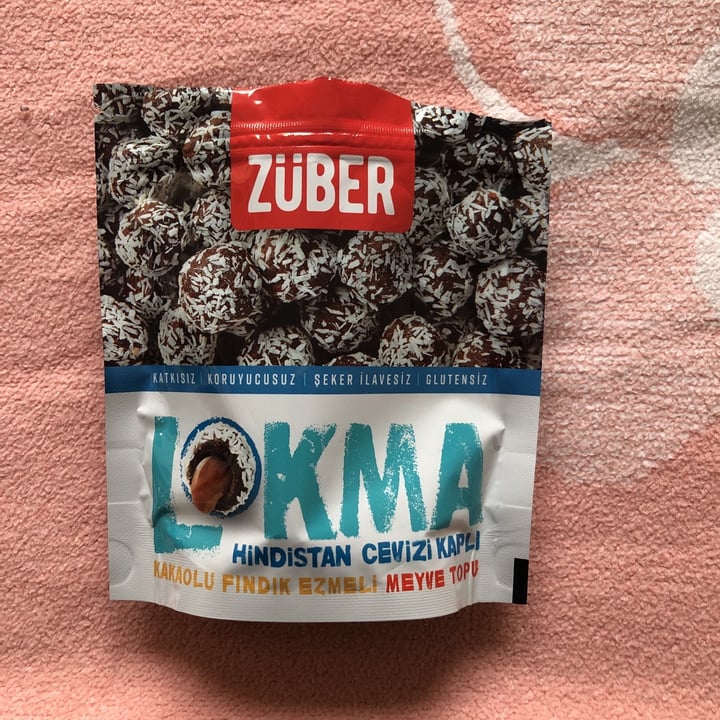 ZÜBER
KATKISIZ | KORUYUCUSUZ | ŞEKER İLAVESİZ | GLUTENSİZ
LOKMA
HİNDİSTAN CEVİZİ KAPLI
KAKAOLU FINDIK EZMELİ MEYVE TOPU